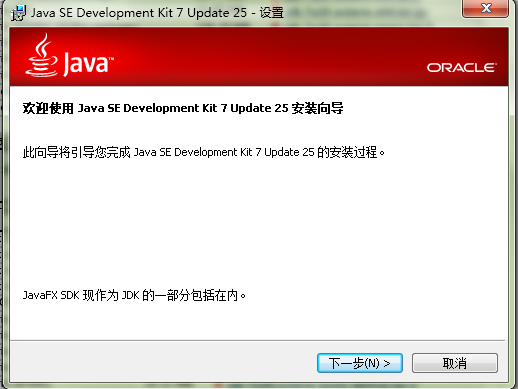 Java SE Development Kit 7 Update 25 - 设置
Java™
ORACLE®
欢迎使用 Java SE Development Kit 7 Update 25 安装向导
此向导将引导您完成 Java SE Development Kit 7 Update 25 的安装过程。
JavaFX SDK 现作为 JDK 的一部分包括在内。
下一步(N) >
取消